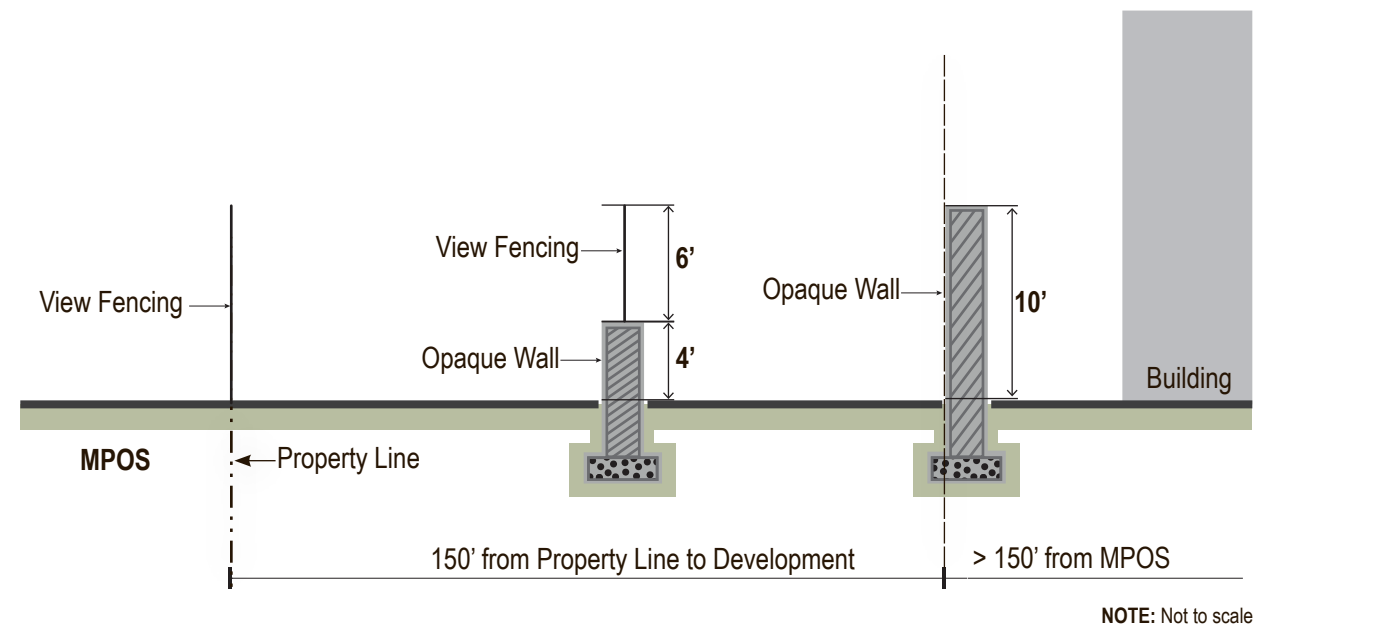 View Fencing
6’
View Fencing
Opaque Wall
10’
Opaque Wall
4’
Building
MPOS
Property Line
150’ from Property Line to Development
> 150’ from MPOS
NOTE: Not to scale